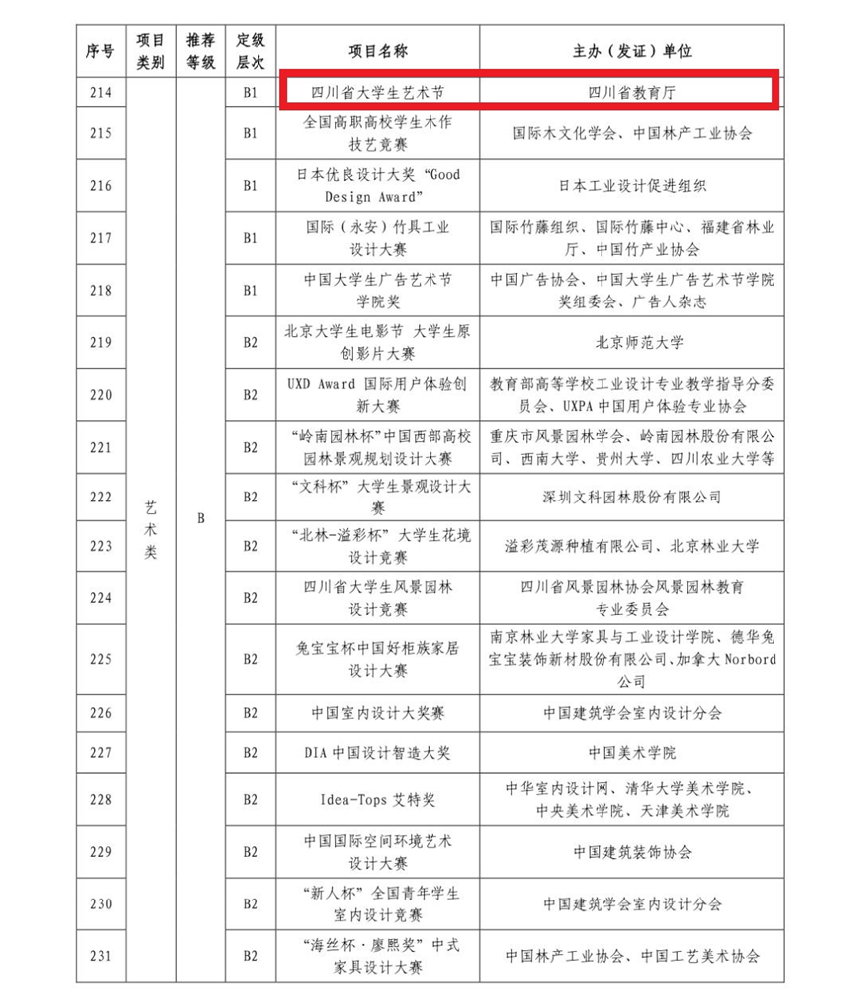 序号 项目类别 推荐等级 定级层次 项目名称 主办（发证）单位
艺术类 B
214 B1 四川省大学生艺术节 四川省教育厅
215 B1 全国高职高校学生木作
技艺竞赛 国际木文化学会、中国林产工业协会
216 B1 日本优良设计大奖“Good
Design Award” 日本工业设计促进组织
217 B1 国际（永安）竹具工业
设计大赛 国际竹藤组织、国际竹藤中心、福建省林业
厅、中国竹产业协会
218 B1 中国大学生广告艺术节
学院奖 中国广告协会、中国大学生广告艺术节学院
奖组委会、广告人杂志
219 B2 北京大学生电影节 大学生原
创影片大赛 北京师范大学
220 B2 UXD Award 国际用户体验创
新大赛 教育部高等学校工业设计专业教学指导分委
员会、UXPA 中国用户体验专业协会
221 B2 “岭南园林杯”中国西部高校
园林景观规划设计大赛 重庆市风景园林学会、岭南园林股份有限公
司、西南大学、贵州大学、四川农业大学等
222 B2 “文科杯”大学生景观设计大
赛 深圳文科园林股份有限公司
223 B2 “北林-溢彩杯”大学生花境
设计竞赛 溢彩茂源种植有限公司、北京林业大学
224 B2 四川省大学生风景园林
设计竞赛 四川省风景园林协会风景园林教育
专业委员会
225 B2 兔宝宝杯中国好柜族家居
设计大赛 南京林业大学家具与工业设计学院、德华兔
宝宝装饰新材股份有限公司、加拿大 Norbord
公司
226 B2 中国室内设计大奖赛 中国建筑学会室内设计分会
227 B2 DIA 中国设计智造大奖 中国美术学院
228 B2 Idea-Tops 艾特奖 中华室内设计网、清华大学美术学院、
中央美术学院、天津美术学院
229 B2 中国国际空间环境艺术
设计大赛 中国建筑装饰协会
230 B2 “新人杯”全国青年学生
室内设计竞赛 中国建筑学会室内设计分会
231 B2 “海丝杯·廖熙奖”中式
家具设计大赛 中国林产工业协会、中国工艺美术协会